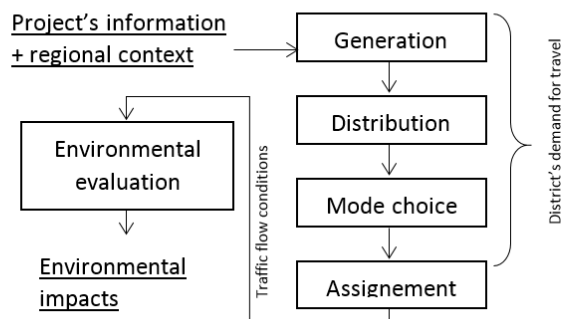 Project's information
+ regional context
Generation
Distribution
Mode choice
Assignement
District's demand for travel
Traffic flow conditions
Environmental
evaluation
Environmental
impacts